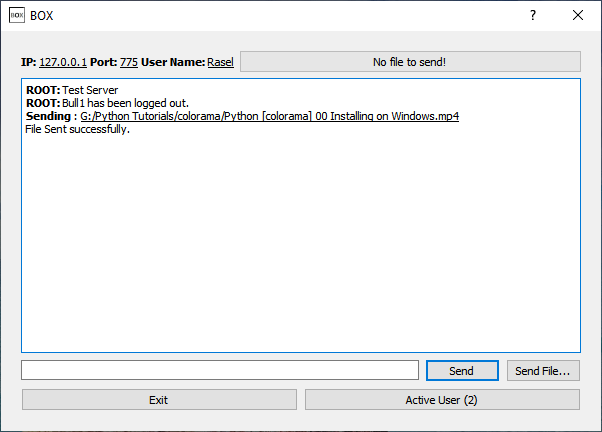 BOX BOX
IP: 127.0.0.1 Port: 775 User Name: Rasel No file to send!
ROOT: Test Server
ROOT: Bull1 has been logged out.
Sending : G:/Python Tutorials/colorama/Python [colorama] 00 Installing on Windows.mp4
File Sent successfully.
Send Send File...
Exit Active User (2)